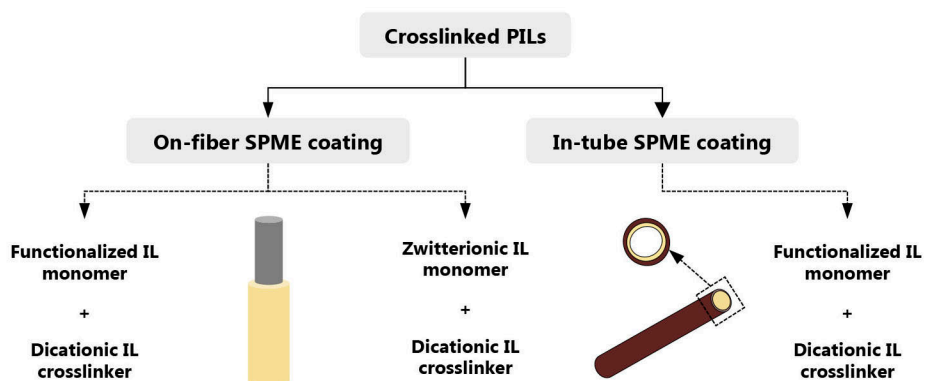 Crosslinked PILs
On-fiber SPME coating
In-tube SPME coating
Functionalized IL
monomer
+
Dicationic IL
crosslinker
Zwitterionic IL
monomer
+
Dicationic IL
crosslinker
Functionalized IL
monomer
+
Dicationic IL
crosslinker